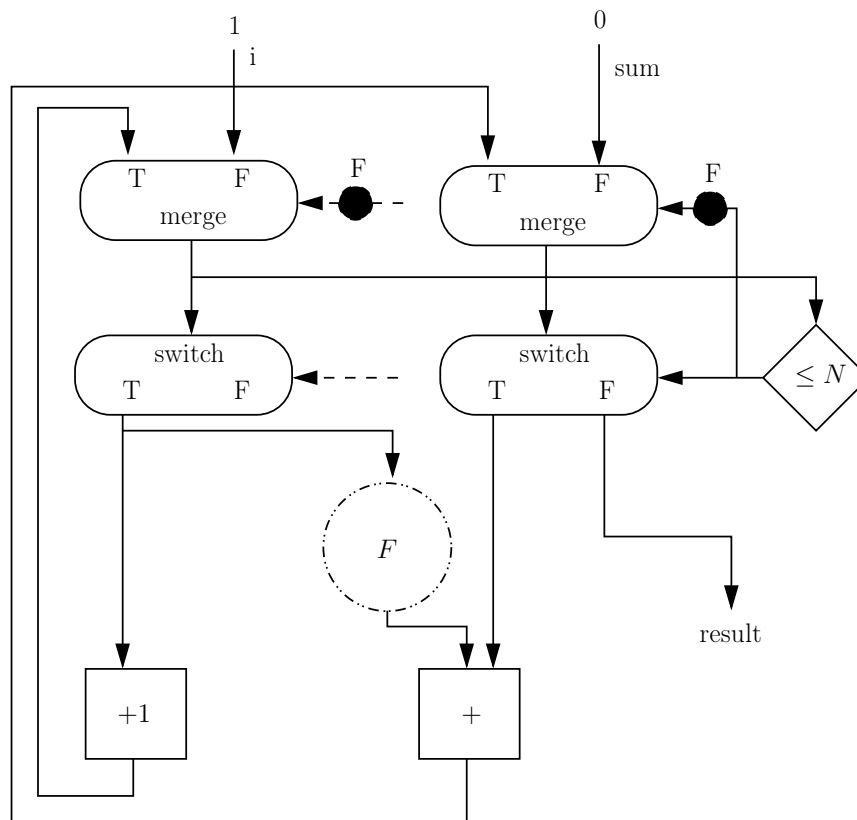 1
0
i
sum
F
F
T F
T F
merge
merge
switch
switch
≤ N
T F
T F
F
result
+1
+